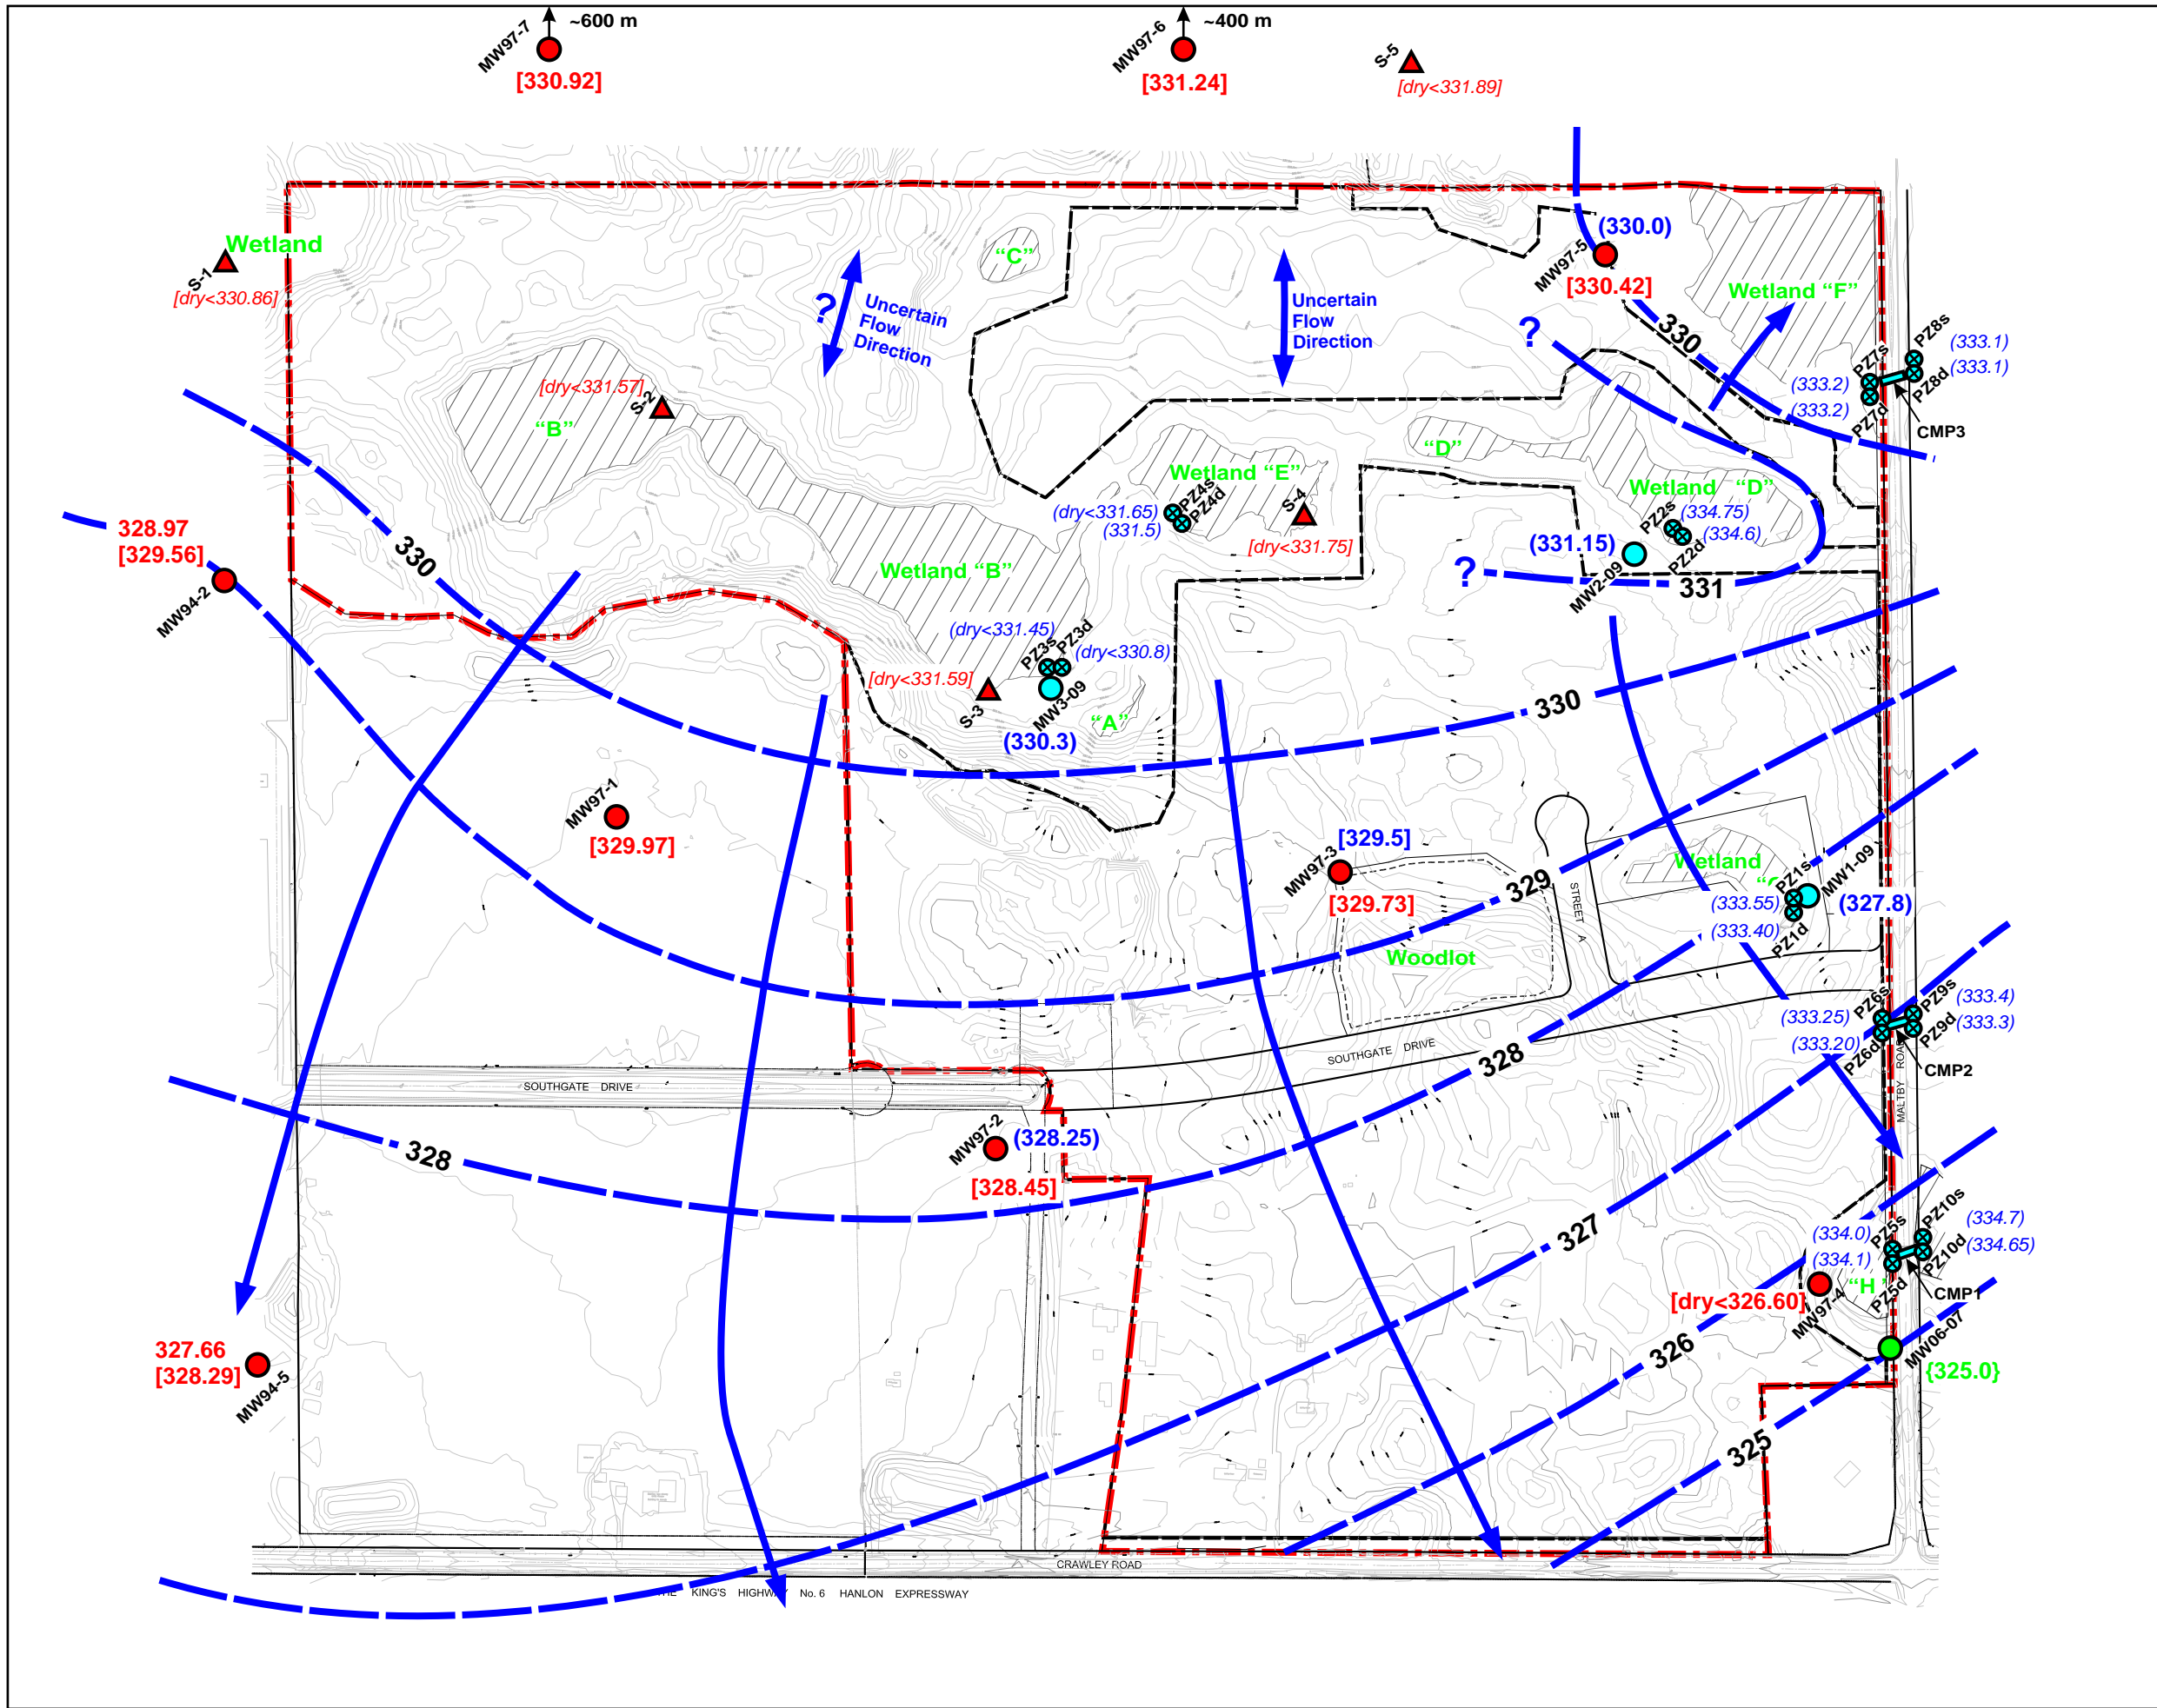 MW97-7
~600 m
[330.92]
MW97-6
~400 m
[331.24]
S-5
[dry<331.89]
Wetland
S-1
[dry<330.86]
"C"
?
Uncertain
Flow
Direction
Uncertain
Flow
Direction
(330.0)
MW97-5
[330.42]
Wetland "F"
330
?
PZ8s
(333.1)
PZ7s
(333.1)
(333.2)
PZ8d
(333.2)
PZ7d
CMP3
[dry<331.57]
S-2
"B"
"D"
Wetland "E"
PZ4s
(dry<331.65)
PZ4d
(331.5)
S-4
[dry<331.75]
Wetland "D"
PZ2s
(334.75)
(334.6)
PZ2d
(331.15)
MW2-09
?
331
328.97
[329.56]
MW94-2
330
Wetland "B"
(dry<331.45)
PZ3s
PZ3d
(dry<330.8)
[dry<331.59]
S-3
MW3-09
(330.3)
"A"
330
MW97-1
[329.97]
[329.5]
MW97-3
[329.73]
329
STREET A
Wetland
PZ1s
MW1-09
(333.55)
(327.8)
(333.40)
PZ1d
Woodlot
PZ6s
PZ9s
(333.4)
(333.25)
(333.3)
(333.20)
PZ9d
PZ6d
CMP2
MALTBY ROAD
SOUTHGATE DRIVE
SOUTHGATE DRIVE
328
328
MW97-2
(328.25)
[328.45]
327
PZ10s
(334.7)
(334.0)
PZ5s
(334.65)
(334.1)
PZ10d
"H"
PZ5d
CMP1
[dry<326.60]
MW97-4
MW06-07
{325.0}
326
327.66
[328.29]
MW94-5
325
CRAWLEY ROAD
KING'S HIGHWAY No. 6 HANLON EXPRESSWAY